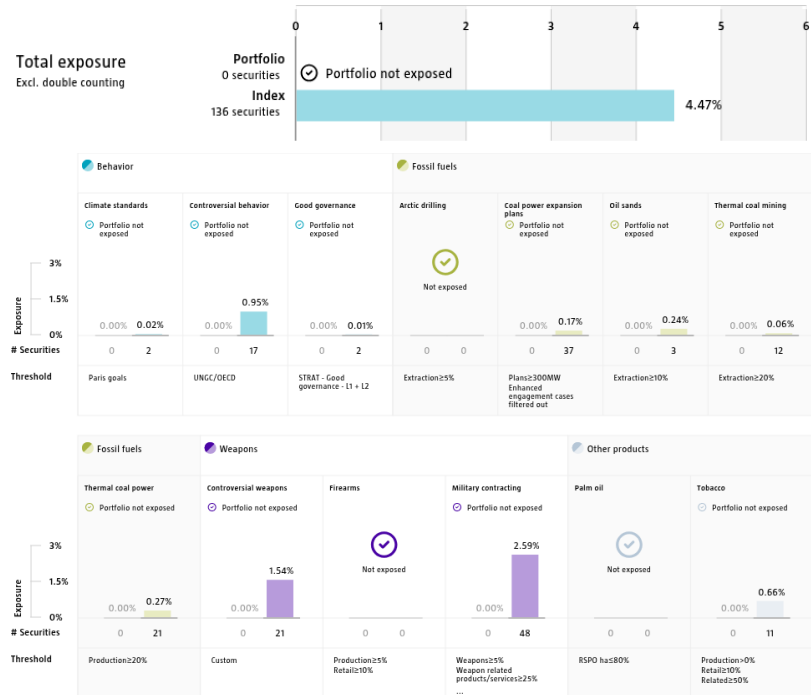 0 1 2 3 4 5 6
Total exposure
Excl. double counting
Portfolio
0 securities
Portfolio not exposed
Index
136 securities
4.47%
Behavior
Fossil fuels
Climate standards
Controversial behavior
Good governance
Arctic drilling
Coal power expansion
plans
Oil sands
Thermal coal mining
Portfolio not
exposed
Portfolio not
exposed
Portfolio not
exposed
Not exposed
Portfolio not
exposed
Portfolio not
exposed
Portfolio not
exposed
Exposure
3%
1.5%
0%
0.00% 0.02%
0.00% 0.95%
0.00% 0.01%
0.00% 0.17%
0.00% 0.24%
0.00% 0.06%
# Securities 0 2 0 17 0 2 0 0 0 37 0 3 0 12
Threshold
Paris goals
UNGC/OECD
STRAT - Good
governance - L1 + L2
Extraction≥5%
Plans≥300MW
Enhanced
engagement cases
filtered out
Extraction≥10%
Extraction≥20%
Fossil fuels
Weapons
Other products
Thermal coal power
Controversial weapons
Firearms
Military contracting
Palm oil
Tobacco
Portfolio not exposed
Portfolio not exposed
Not exposed
Portfolio not exposed
Not exposed
Portfolio not exposed
Exposure
3%
1.5%
0%
0.00% 0.27%
0.00% 1.54%
0.00% 2.59%
0.00% 0.66%
# Securities 0 21 0 21 0 0 0 48 0 0 0 11
Threshold
Production≥20%
Custom
Production≥5%
Retail≥10%
Weapons≥5%
Weapon related
products/services≥25%
...
RSPO ha≤80%
Production>0%
Retail≥10%
Related≥50%